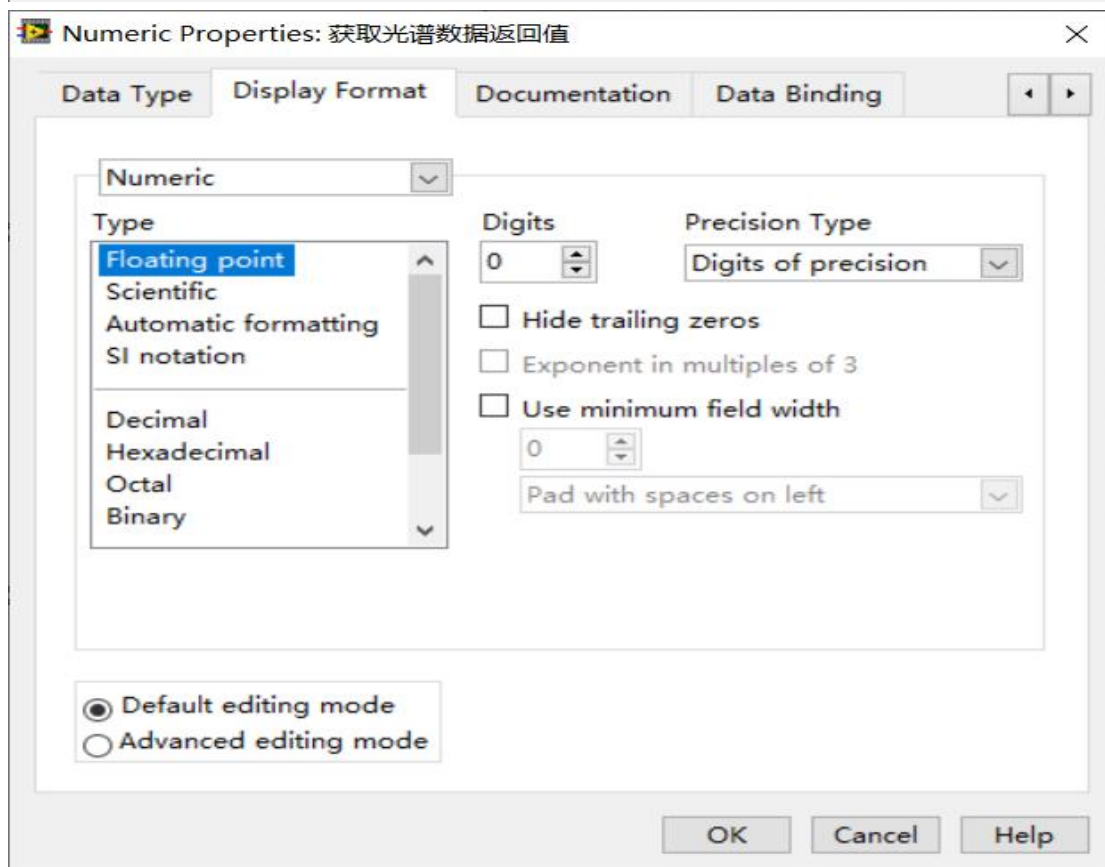 Numeric Properties: 获取光谱数据返回值
Data Type
Display Format
Documentation
Data Binding
Numeric
Type
Floating point
Scientific
Automatic formatting
SI notation
Decimal
Hexadecimal
Octal
Binary
Digits
0
Precision Type
Digits of precision
Hide trailing zeros
Exponent in multiples of 3
Use minimum field width
0
Pad with spaces on left
Default editing mode
Advanced editing mode
OK
Cancel
Help